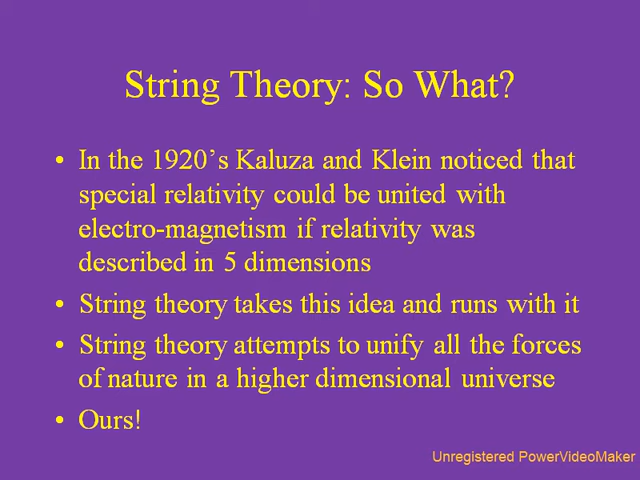 String Theory: So What?
• In the 1920’s Kaluza and Klein noticed that
special relativity could be united with
electro-magnetism if relativity was
described in 5 dimensions
• String theory takes this idea and runs with it
• String theory attempts to unify all the forces
of nature in a higher dimensional universe
• Ours!
Unregistered PowerVideoMaker